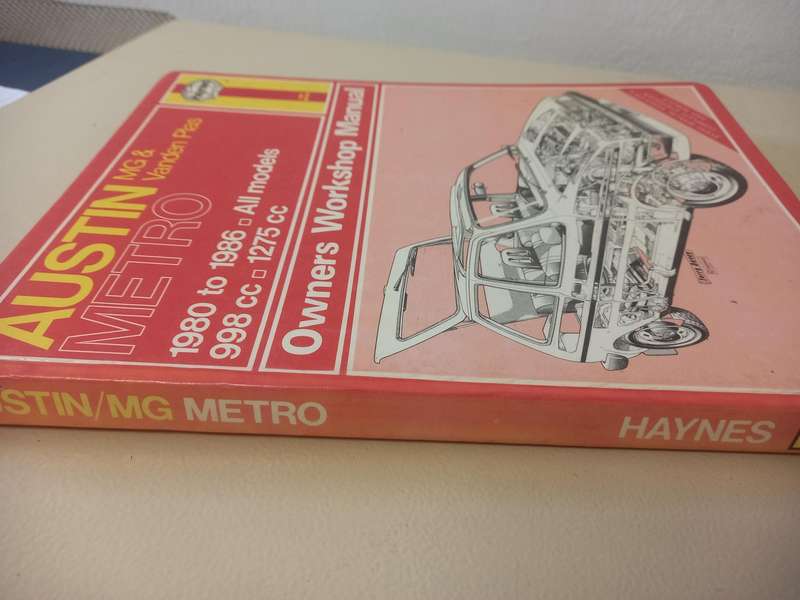 AUSTIN MG &
Vanden Plas
METRO
1980 to 1986 □ All models
998 cc □ 1275 cc
Owners Workshop Manual
STIN/MG METRO
HAYNES